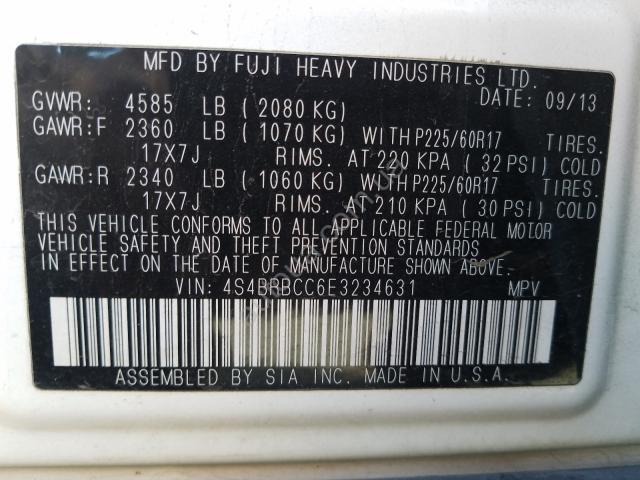 MFD BY FUJI HEAVY INDUSTRIES LTD.
DATE: 09/13
GVWR: 4585 LB (2080 KG)
GAWR:F 2360 LB (1070 KG) WITH P225/60R17 TIRES.
17X7J RIMS. AT 220 KPA (32 PSI) COLD
GAWR:R 2340 LB (1060 KG) WITH P225/60R17 TIRES.
17X7J RIMS. AT 210 KPA (30 PSI) COLD
THIS VEHICLE CONFORMS TO ALL APPLICABLE FEDERAL MOTOR
VEHICLE SAFETY AND THEFT PREVENTION STANDARDS
IN EFFECT ON THE DATE OF MANUFACTURE SHOWN ABOVE.
VIN: 4S4BRBCC6E3234631 MPV
ASSEMBLED BY SIA INC. MADE IN U.S.A.